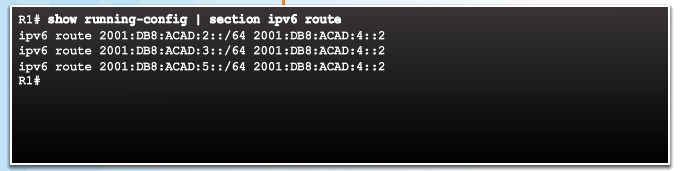 R1# show running-config | section ipv6 route
ipv6 route 2001:DB8:ACAD:2::/64 2001:DB8:ACAD:4::2
ipv6 route 2001:DB8:ACAD:3::/64 2001:DB8:ACAD:4::2
ipv6 route 2001:DB8:ACAD:5::/64 2001:DB8:ACAD:4::2
R1#